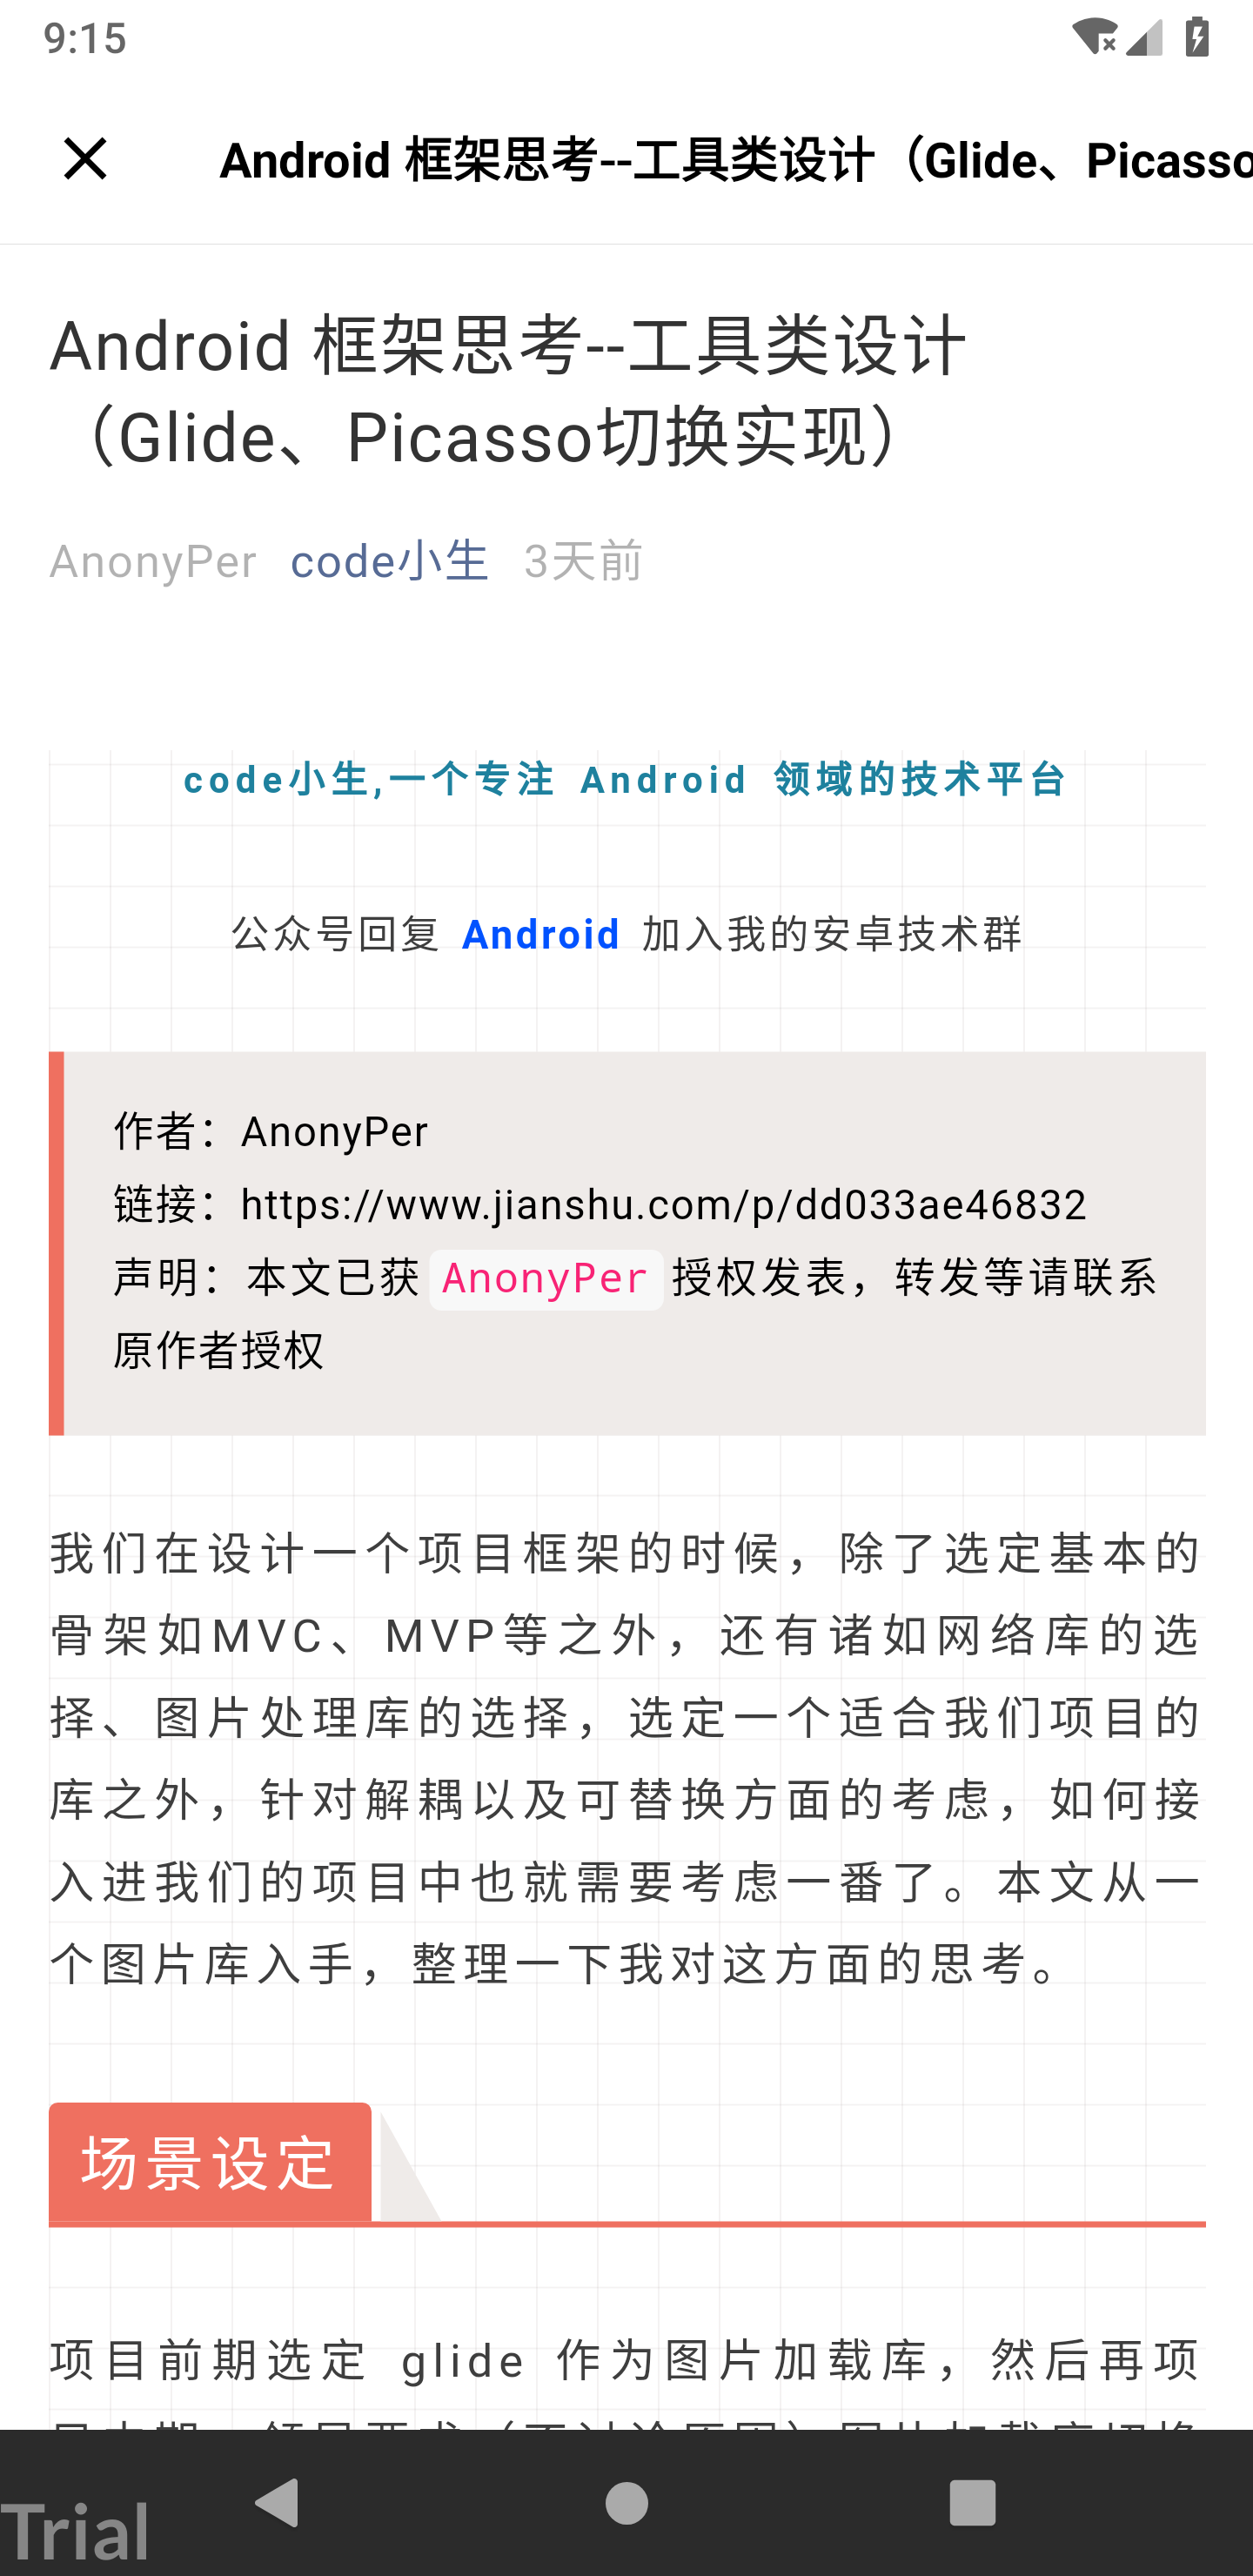 9:15
Android 框架思考--工具类设计（Glide、Picasso
Android 框架思考--工具类设计
（Glide、Picasso切换实现）
AnonyPer code小生 3天前
code小生,一个专注 Android 领域的技术平台
公众号回复 Android 加入我的安卓技术群
作者：AnonyPer
链接：https://www.jianshu.com/p/dd033ae46832
声明：本文已获 AnonyPer 授权发表，转发等请联系
原作者授权
我们在设计一个项目框架的时候，除了选定基本的
骨架如MVC、MVP等之外，还有诸如网络库的选
择、图片处理库的选择，选定一个适合我们项目的
库之外，针对解耦以及可替换方面的考虑，如何接
入进我们的项目中也就需要考虑一番了。本文从一
个图片库入手，整理一下我对这方面的思考。
场景设定
项目前期选定 glide 作为图片加载库，然后再项
Trial